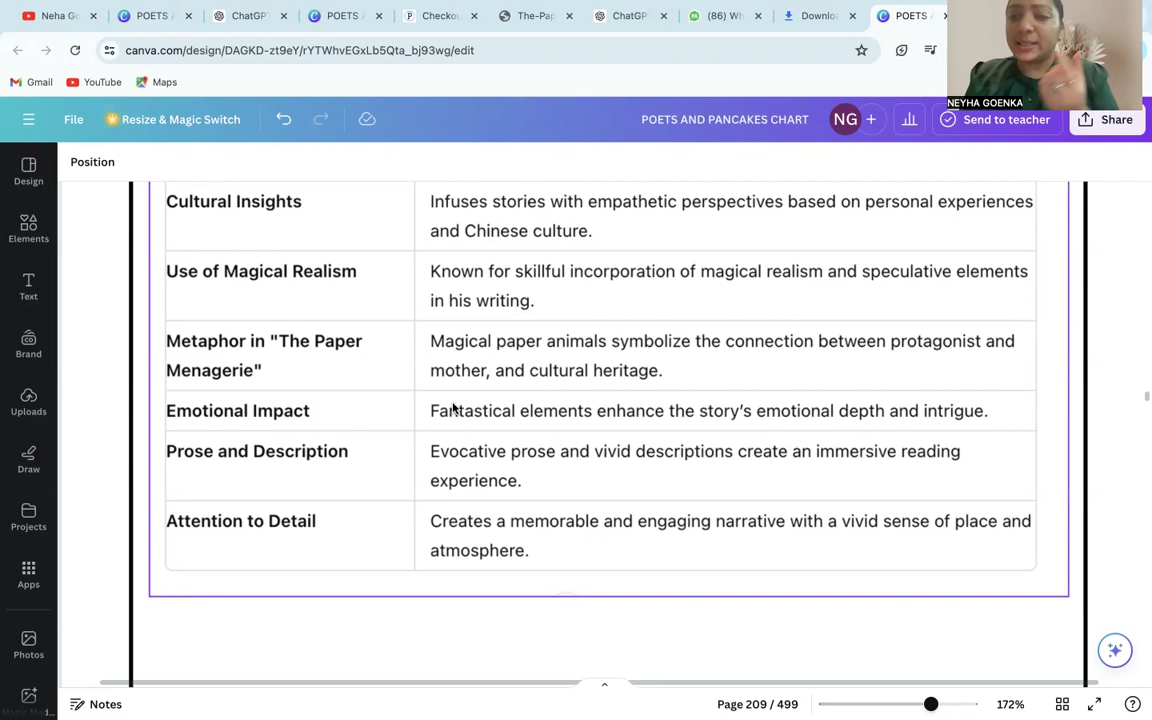 Neha Go
POETS A
ChatGP
POETS A
Checkou
The-Pap
ChatGP
(86) Wh
Downloa
POETS
canva.com/design/DAGKD-zt9eY/rYTWhvEGxLb5Qta_bj93wg/edit
Gmail
YouTube
Maps
NEYHA GOENKA
File
Resize & Magic Switch
POETS AND PANCAKES CHART
NG
Send to teacher
Share
Position
Design
Elements
Text
Brand
Uploads
Draw
Projects
Apps
Photos
Cultural Insights
Infuses stories with empathetic perspectives based on personal experiences
and Chinese culture.
Use of Magical Realism
Known for skillful incorporation of magical realism and speculative elements
in his writing.
Metaphor in "The Paper
Menagerie"
Magical paper animals symbolize the connection between protagonist and
mother, and cultural heritage.
Emotional Impact
Fantastical elements enhance the story's emotional depth and intrigue.
Prose and Description
Evocative prose and vivid descriptions create an immersive reading
experience.
Attention to Detail
Creates a memorable and engaging narrative with a vivid sense of place and
atmosphere.
Notes
Page 209 / 499
172%